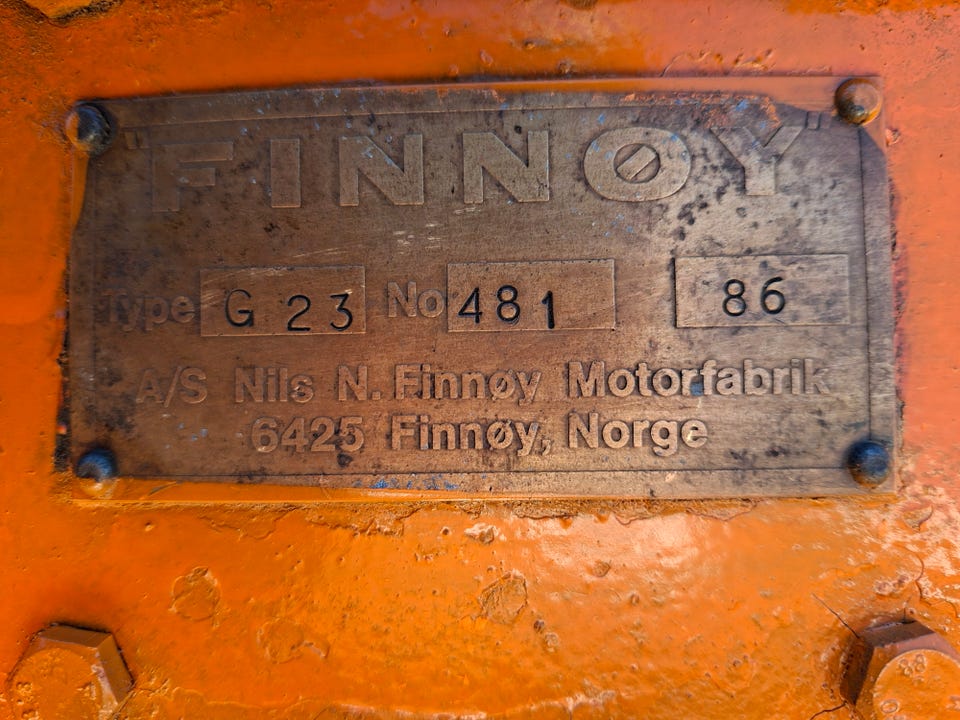 "FINNØY"
Type G 23 No 481 86
A/S Nils N. Finnøy Motorfabrik
6425 Finnøy, Norge